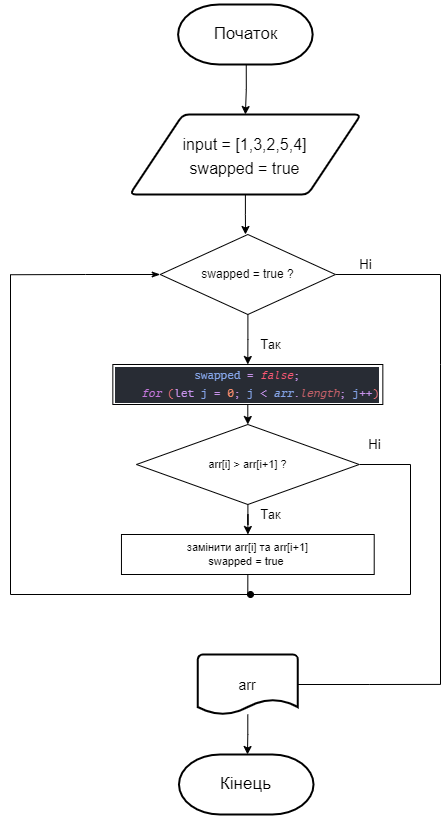 Початок
input = [1,3,2,5,4]
swapped = true
swapped = true ?
Ні
Так
swapped = false;
for (let j = 0; j < arr.length; j++)
Ні
arr[i] > arr[i+1] ?
Так
замінити arr[i] та arr[i+1]
swapped = true
arr
Кінець